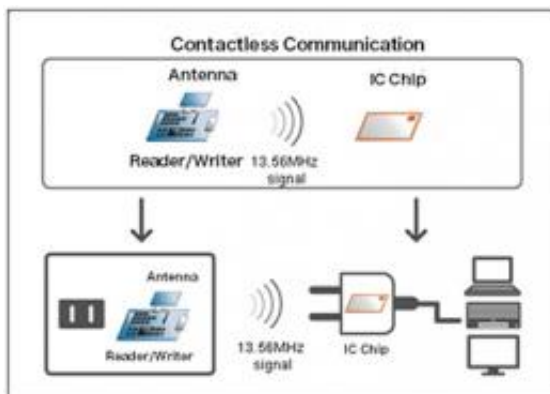 Contactless Communication
Antenna
IC Chip
Reader/Writer
13.56MHz
signal
Antenna
Reader/Writer
13.56MHz
signal
IC Chip